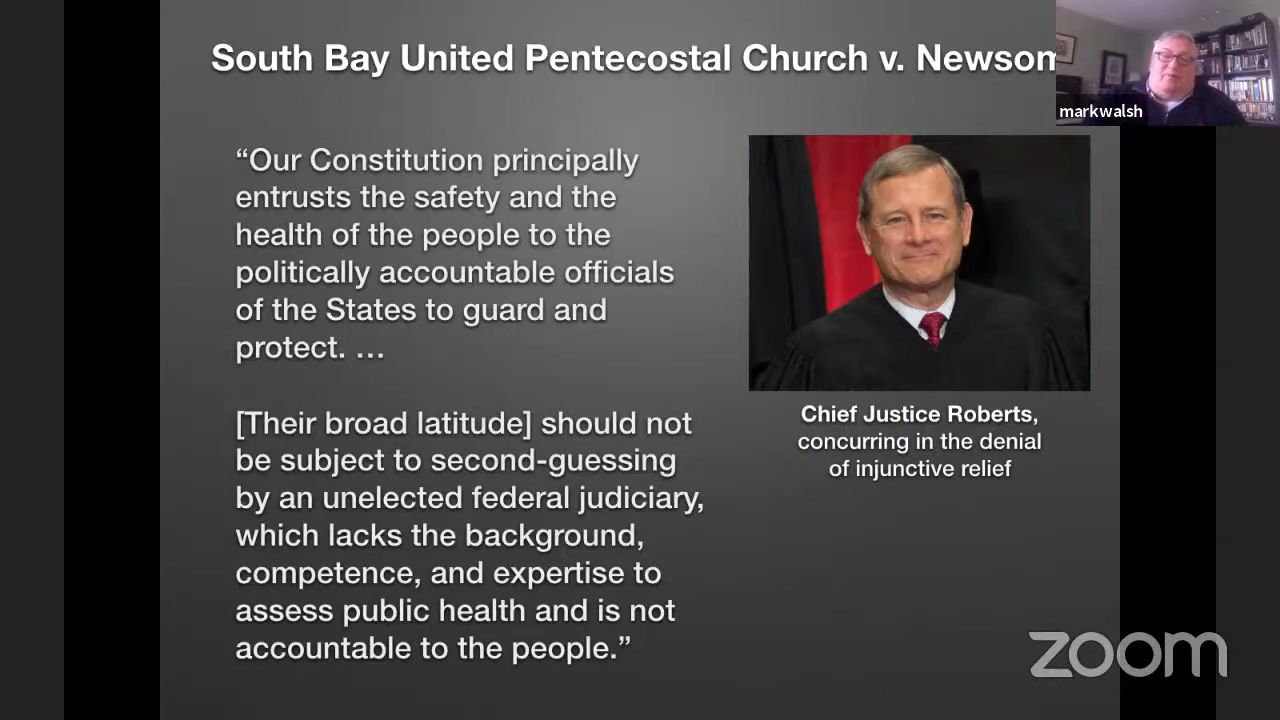 South Bay United Pentecostal Church v. Newsom
markwalsh
“Our Constitution principally
entrusts the safety and the
health of the people to the
politically accountable officials
of the States to guard and
protect. …
[Their broad latitude] should not
be subject to second-guessing
by an unelected federal judiciary,
which lacks the background,
competence, and expertise to
assess public health and is not
accountable to the people.”
Chief Justice Roberts,
concurring in the denial
of injunctive relief
zoom